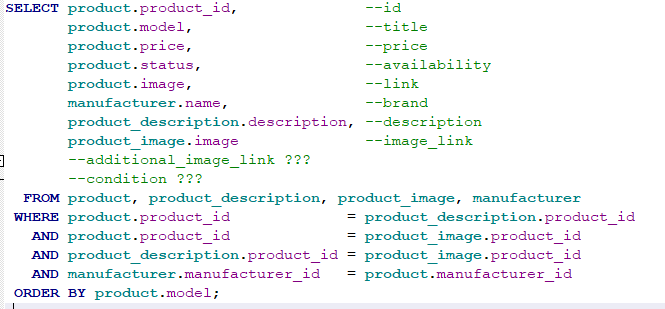 SELECT product.product_id, --id
product.model, --title
product.price, --price
product.status, --availability
product.image, --link
manufacturer.name, --brand
product_description.description, --description
product_image.image --image_link
--additional_image_link ???
--condition ???
FROM product, product_description, product_image, manufacturer
WHERE product.product_id = product_description.product_id
AND product.product_id = product_image.product_id
AND product_description.product_id = product_image.product_id
AND manufacturer.manufacturer_id = product.manufacturer_id
ORDER BY product.model;